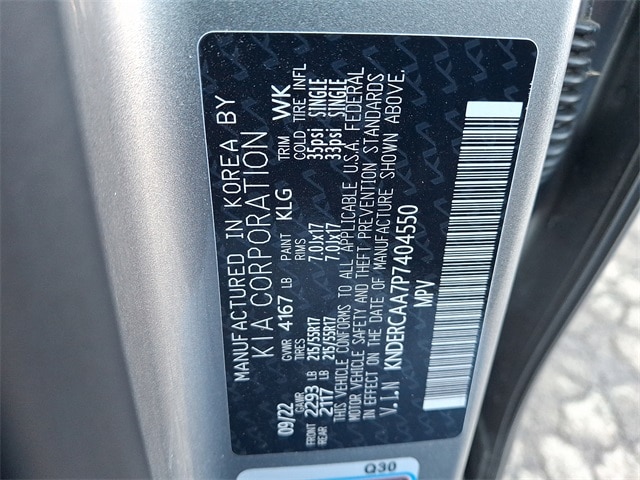 MANUFACTURED IN KOREA BY
KIA CORPORATION
09/22 GVWR 4167 LB PAINT KLG TRIM WK
GAWR TIRES RIMS COLD TIRE INFL
FRONT 2293 LB 215/55R17 7.0Jx17 35psi SINGLE
REAR 2117 LB 215/55R17 7.0Jx17 33psi SINGLE
THIS VEHICLE CONFORMS TO ALL APPLICABLE U.S.A. FEDERAL
MOTOR VEHICLE SAFETY AND THEFT PREVENTION STANDARDS
IN EFFECT ON THE DATE OF MANUFACTURE SHOWN ABOVE.
V.I.N KNDERCAA7P7404550
MPV
Q30